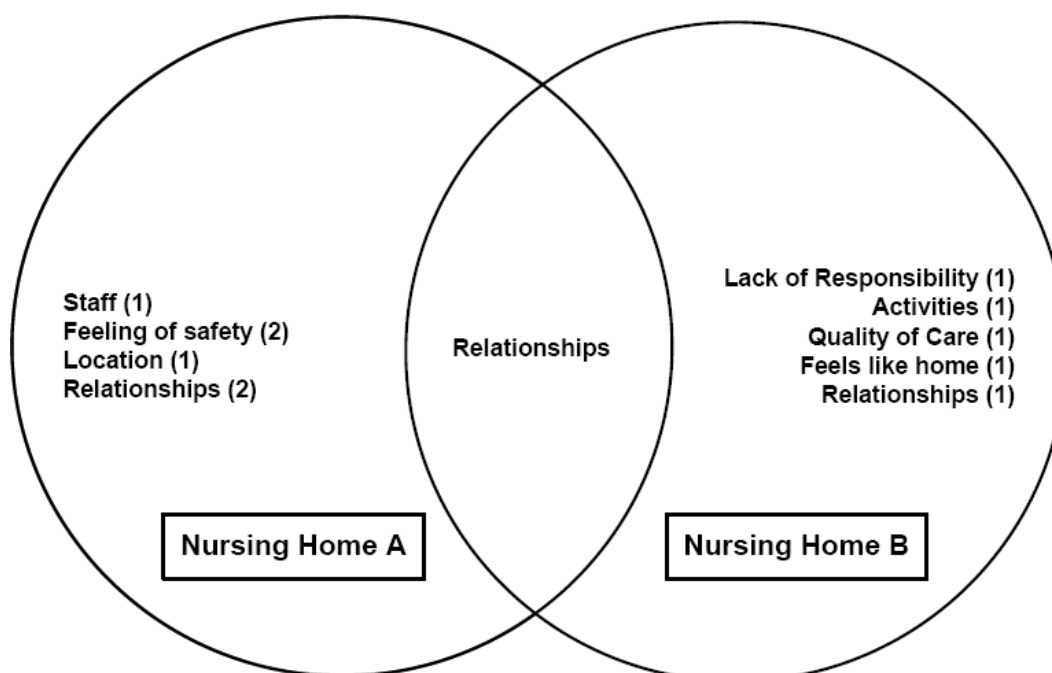 Staff (1)
Feeling of safety (2)
Location (1)
Relationships (2)
Relationships
Lack of Responsibility (1)
Activities (1)
Quality of Care (1)
Feels like home (1)
Relationships (1)
Nursing Home A
Nursing Home B